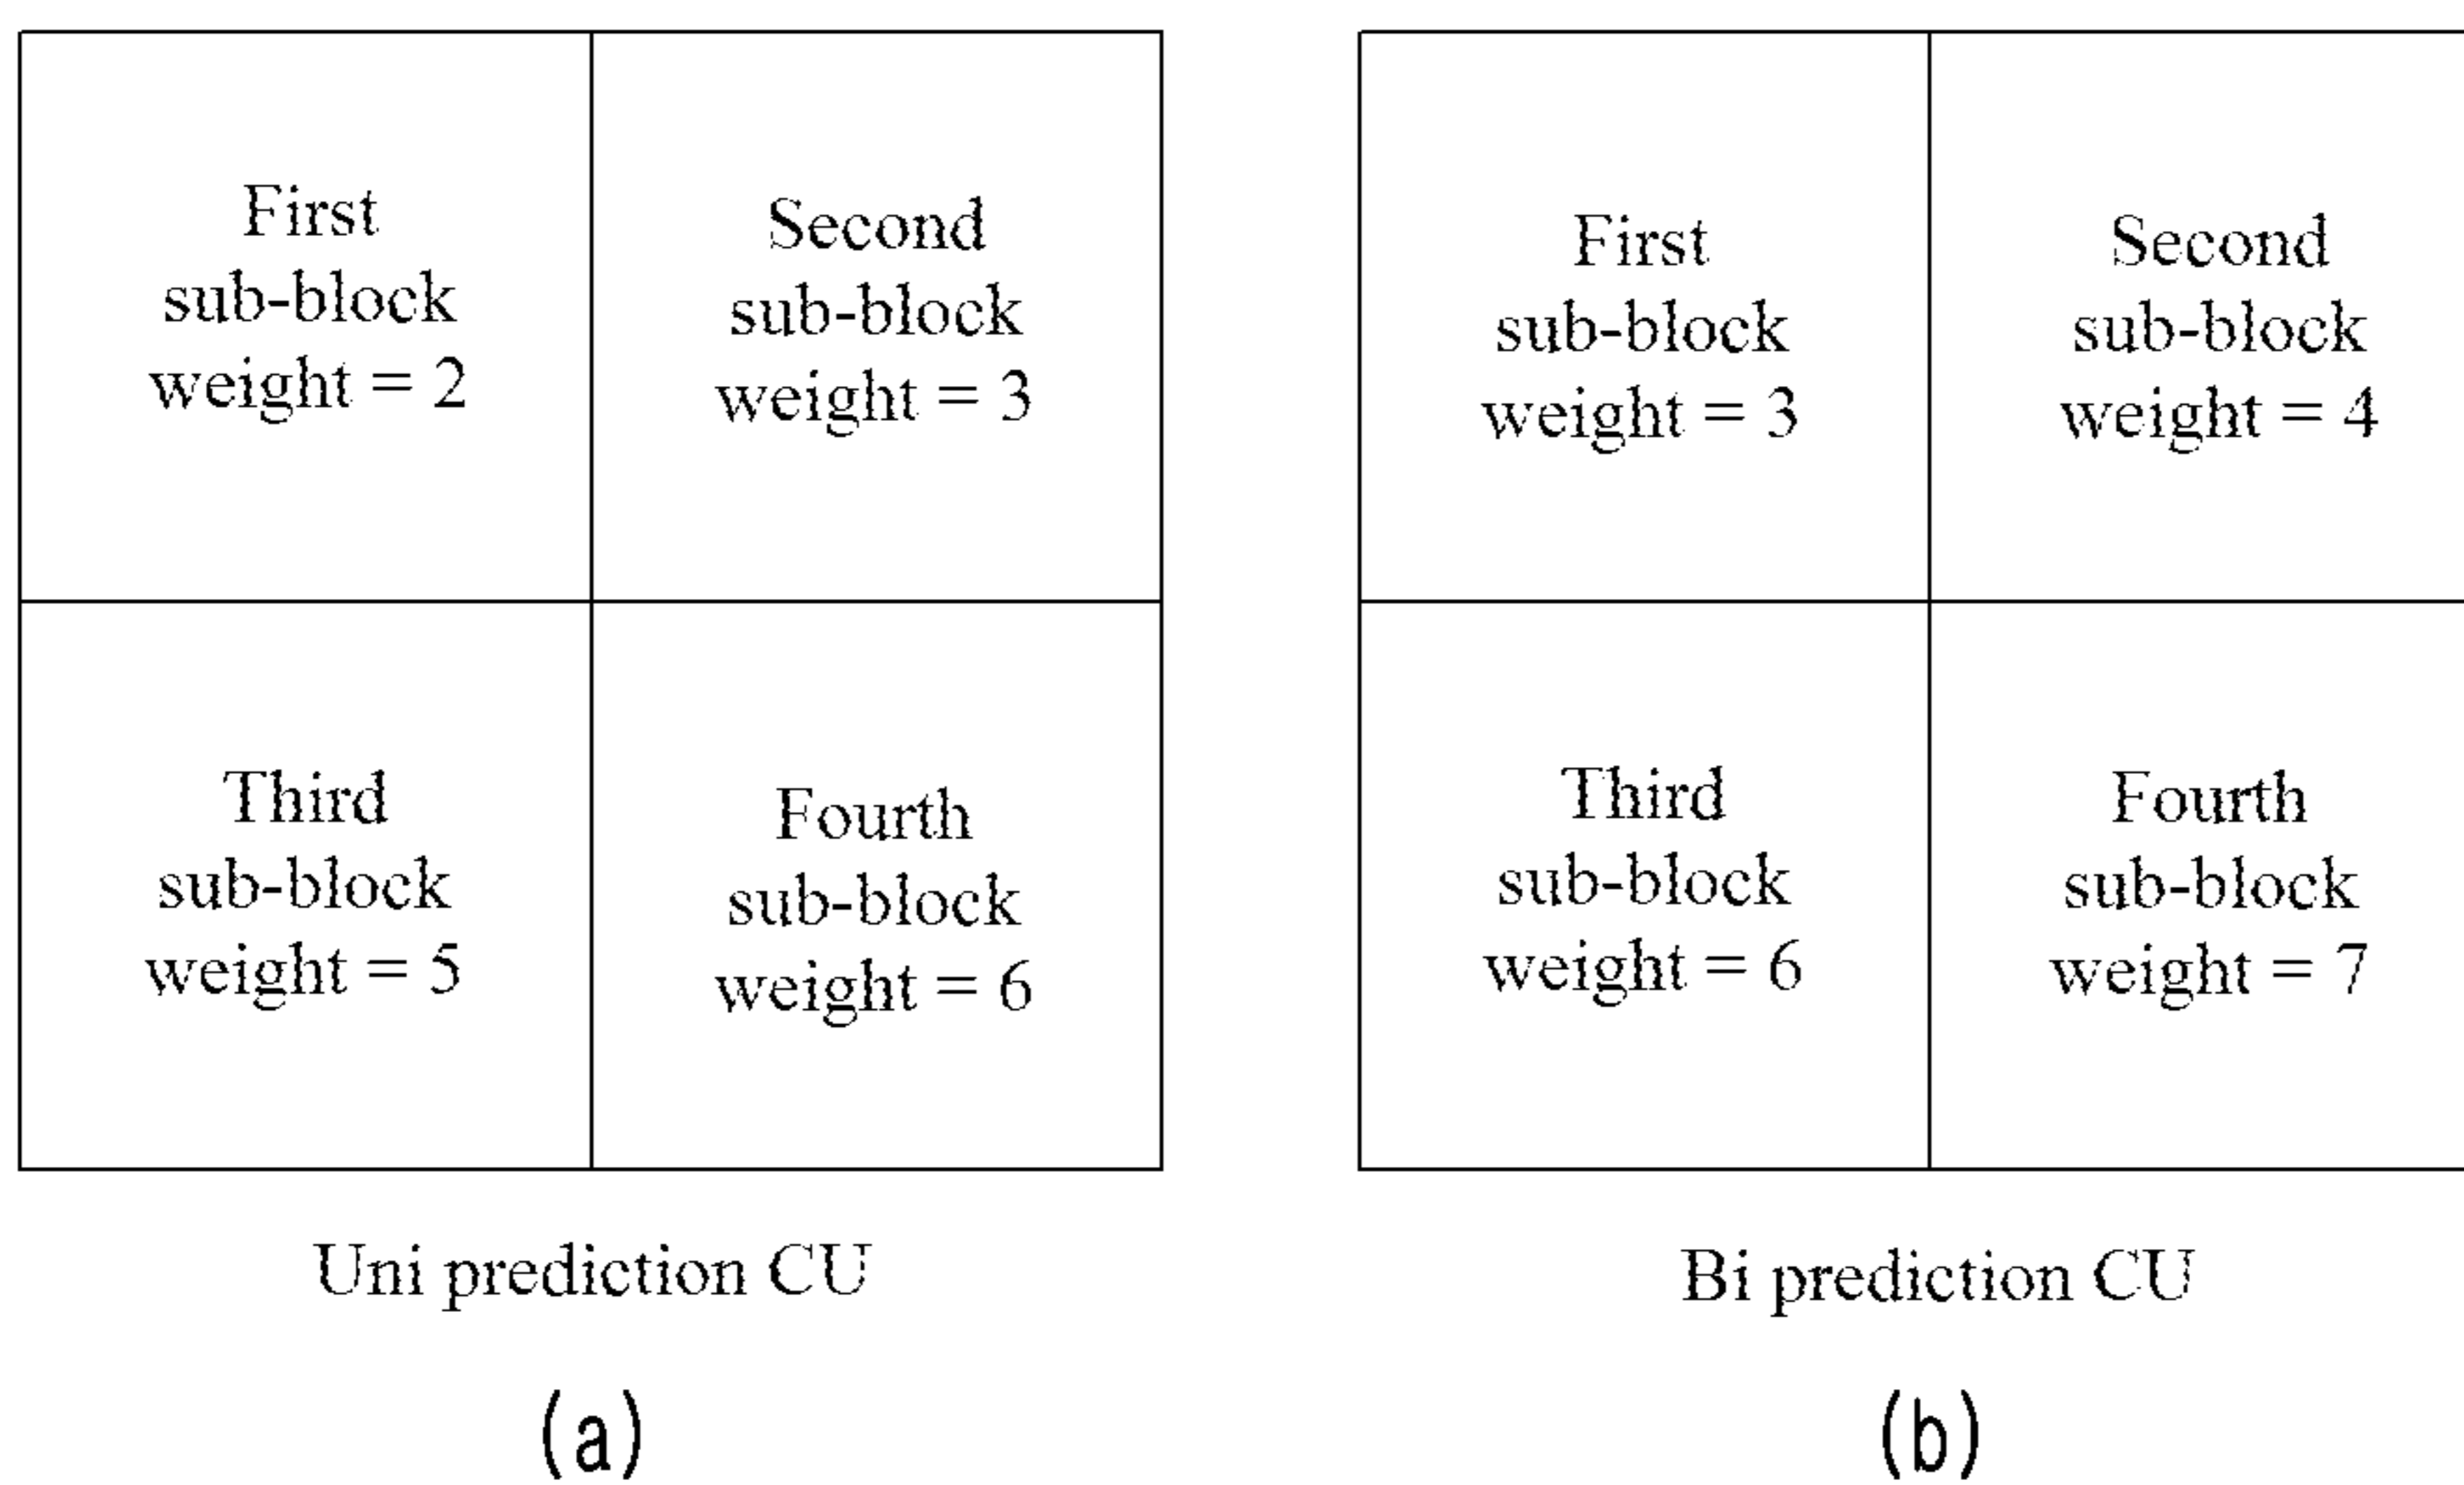 First
sub-block
weight = 2
Second
sub-block
weight = 3
Third
sub-block
weight = 5
Fourth
sub-block
weight = 6
Uni prediction CU
(a)
First
sub-block
weight = 3
Second
sub-block
weight = 4
Third
sub-block
weight = 6
Fourth
sub-block
weight = 7
Bi prediction CU
(b)